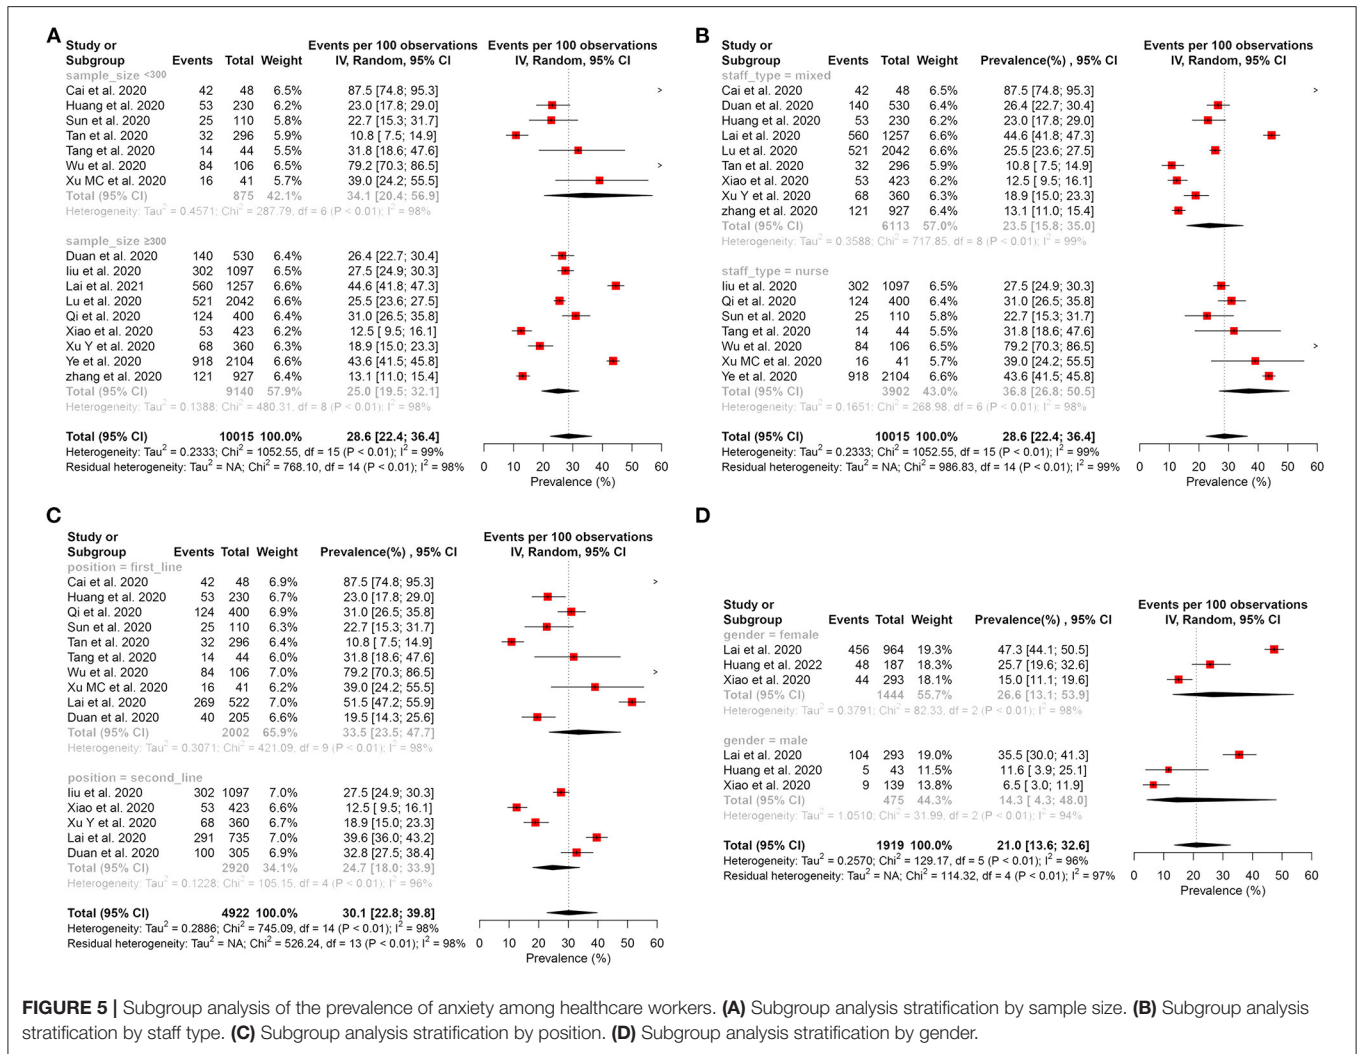 A
Study or Events per 100 observations Events per 100 observations
Subgroup Events Total Weight IV, Random, 95% CI IV, Random, 95% CI
sample_size <300
Cai et al. 2020 42 48 6.5% 87.5 [74.8; 95.3] >
Huang et al. 2020 53 230 6.2% 23.0 [17.8; 29.0]
Sun et al. 2020 25 110 5.8% 22.7 [15.3; 31.7]
Tan et al. 2020 32 296 5.9% 10.8 [ 7.5; 14.9]
Tang et al. 2020 14 44 5.5% 31.8 [18.6; 47.6]
Wu et al. 2020 84 106 6.5% 79.2 [70.3; 86.5] >
Xu MC et al. 2020 16 41 5.7% 39.0 [24.2; 55.5]
Total (95% CI) 875 42.1% 34.1 [20.4; 56.9]
Heterogeneity: Tau² = 0.4571; Chi² = 287.79, df = 6 (P < 0.01); I² = 98%
sample_size ≥300
Duan et al. 2020 140 530 6.4% 26.4 [22.7; 30.4]
liu et al. 2020 302 1097 6.5% 27.5 [24.9; 30.3]
Lai et al. 2021 560 1257 6.6% 44.6 [41.8; 47.3]
Lu et al. 2020 521 2042 6.6% 25.5 [23.6; 27.5]
Qi et al. 2020 124 400 6.5% 31.0 [26.5; 35.8]
Xiao et al. 2020 53 423 6.2% 12.5 [ 9.5; 16.1]
Xu Y et al. 2020 68 360 6.3% 18.9 [15.0; 23.3]
Ye et al. 2020 918 2104 6.6% 43.6 [41.5; 45.8]
zhang et al. 2020 121 927 6.4% 13.1 [11.0; 15.4]
Total (95% CI) 9140 57.9% 25.0 [19.5; 32.1]
Heterogeneity: Tau² = 0.1388; Chi² = 480.31, df = 8 (P < 0.01); I² = 98%
Total (95% CI) 10015 100.0% 28.6 [22.4; 36.4]
Heterogeneity: Tau² = 0.2333; Chi² = 1052.55, df = 15 (P < 0.01); I² = 99%
Residual heterogeneity: Tau² = NA; Chi² = 768.10, df = 14 (P < 0.01); I² = 98%
0 10 20 30 40 50 60
Prevalence (%)
B
Study or Events per 100 observations
Subgroup Events Total Weight Prevalence(%) , 95% CI IV, Random, 95% CI
staff_type = mixed
Cai et al. 2020 42 48 6.5% 87.5 [74.8; 95.3] >
Duan et al. 2020 140 530 6.4% 26.4 [22.7; 30.4]
Huang et al. 2020 53 230 6.2% 23.0 [17.8; 29.0]
Lai et al. 2020 560 1257 6.6% 44.6 [41.8; 47.3]
Lu et al. 2020 521 2042 6.6% 25.5 [23.6; 27.5]
Tan et al. 2020 32 296 5.9% 10.8 [ 7.5; 14.9]
Xiao et al. 2020 53 423 6.2% 12.5 [ 9.5; 16.1]
Xu Y et al. 2020 68 360 6.3% 18.9 [15.0; 23.3]
zhang et al. 2020 121 927 6.4% 13.1 [11.0; 15.4]
Total (95% CI) 6113 57.0% 23.5 [15.8; 35.0]
Heterogeneity: Tau² = 0.3588; Chi² = 717.85, df = 8 (P < 0.01); I² = 99%
staff_type = nurse
liu et al. 2020 302 1097 6.5% 27.5 [24.9; 30.3]
Qi et al. 2020 124 400 6.5% 31.0 [26.5; 35.8]
Sun et al. 2020 25 110 5.8% 22.7 [15.3; 31.7]
Tang et al. 2020 14 44 5.5% 31.8 [18.6; 47.6]
Wu et al. 2020 84 106 6.5% 79.2 [70.3; 86.5] >
Xu MC et al. 2020 16 41 5.7% 39.0 [24.2; 55.5]
Ye et al. 2020 918 2104 6.6% 43.6 [41.5; 45.8]
Total (95% CI) 3902 43.0% 36.8 [26.8; 50.5]
Heterogeneity: Tau² = 0.1651; Chi² = 268.98, df = 6 (P < 0.01); I² = 98%
Total (95% CI) 10015 100.0% 28.6 [22.4; 36.4]
Heterogeneity: Tau² = 0.2333; Chi² = 1052.55, df = 15 (P < 0.01); I² = 99%
Residual heterogeneity: Tau² = NA; Chi² = 986.83, df = 14 (P < 0.01); I² = 99%
0 10 20 30 40 50 60
Prevalence (%)
C
Study or Events per 100 observations
Subgroup Events Total Weight Prevalence(%) , 95% CI IV, Random, 95% CI
position = first_line
Cai et al. 2020 42 48 6.9% 87.5 [74.8; 95.3] >
Huang et al. 2020 53 230 6.7% 23.0 [17.8; 29.0]
Qi et al. 2020 124 400 6.9% 31.0 [26.5; 35.8]
Sun et al. 2020 25 110 6.3% 22.7 [15.3; 31.7]
Tan et al. 2020 32 296 6.4% 10.8 [ 7.5; 14.9]
Tang et al. 2020 14 44 6.0% 31.8 [18.6; 47.6]
Wu et al. 2020 84 106 7.0% 79.2 [70.3; 86.5] >
Xu MC et al. 2020 16 41 6.2% 39.0 [24.2; 55.5]
Lai et al. 2020 269 522 7.0% 51.5 [47.2; 55.9]
Duan et al. 2020 40 205 6.6% 19.5 [14.3; 25.6]
Total (95% CI) 2002 65.9% 33.5 [23.5; 47.7]
Heterogeneity: Tau² = 0.3071; Chi² = 421.09, df = 9 (P < 0.01); I² = 98%
position = second_line
liu et al. 2020 302 1097 7.0% 27.5 [24.9; 30.3]
Xiao et al. 2020 53 423 6.6% 12.5 [ 9.5; 16.1]
Xu Y et al. 2020 68 360 6.7% 18.9 [15.0; 23.3]
Lai et al. 2020 291 735 7.0% 39.6 [36.0; 43.2]
Duan et al. 2020 100 305 6.9% 32.8 [27.5; 38.4]
Total (95% CI) 2920 34.1% 24.7 [18.0; 33.9]
Heterogeneity: Tau² = 0.1228; Chi² = 105.15, df = 4 (P < 0.01); I² = 96%
Total (95% CI) 4922 100.0% 30.1 [22.8; 39.8]
Heterogeneity: Tau² = 0.2886; Chi² = 745.09, df = 14 (P < 0.01); I² = 98%
Residual heterogeneity: Tau² = NA; Chi² = 526.24, df = 13 (P < 0.01); I² = 98%
0 10 20 30 40 50 60
Prevalence (%)
D
Study or Events per 100 observations
Subgroup Events Total Weight Prevalence(%) , 95% CI IV, Random, 95% CI
gender = female
Lai et al. 2020 456 964 19.3% 47.3 [44.1; 50.5]
Huang et al. 2022 48 187 18.3% 25.7 [19.6; 32.6]
Xiao et al. 2020 44 293 18.1% 15.0 [11.1; 19.6]
Total (95% CI) 1444 55.7% 26.6 [13.1; 53.9]
Heterogeneity: Tau² = 0.3791; Chi² = 82.33, df = 2 (P < 0.01); I² = 98%
gender = male
Lai et al. 2020 104 293 19.0% 35.5 [30.0; 41.3]
Huang et al. 2020 5 43 11.5% 11.6 [ 3.9; 25.1]
Xiao et al. 2020 9 139 13.8% 6.5 [ 3.0; 11.9]
Total (95% CI) 475 44.3% 14.3 [ 4.3; 48.0]
Heterogeneity: Tau² = 1.0510; Chi² = 31.99, df = 2 (P < 0.01); I² = 94%
Total (95% CI) 1919 100.0% 21.0 [13.6; 32.6]
Heterogeneity: Tau² = 0.2570; Chi² = 129.17, df = 5 (P < 0.01); I² = 96%
Residual heterogeneity: Tau² = NA; Chi² = 114.32, df = 4 (P < 0.01); I² = 97%
0 10 20 30 40 50 60
Prevalence (%)
FIGURE 5 | Subgroup analysis of the prevalence of anxiety among healthcare workers. (A) Subgroup analysis stratification by sample size. (B) Subgroup analysis
stratification by staff type. (C) Subgroup analysis stratification by position. (D) Subgroup analysis stratification by gender.